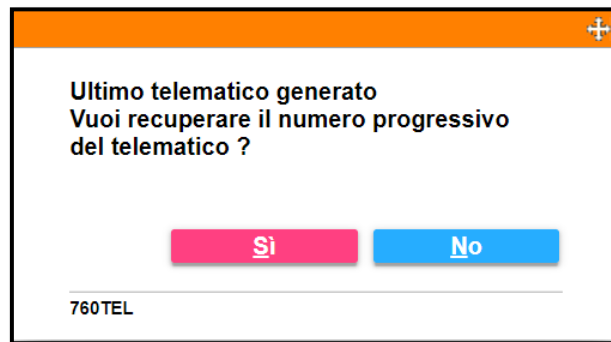 Ultimo telematico generato
Vuoi recuperare il numero progressivo
del telematico ?
Sì No
760TEL